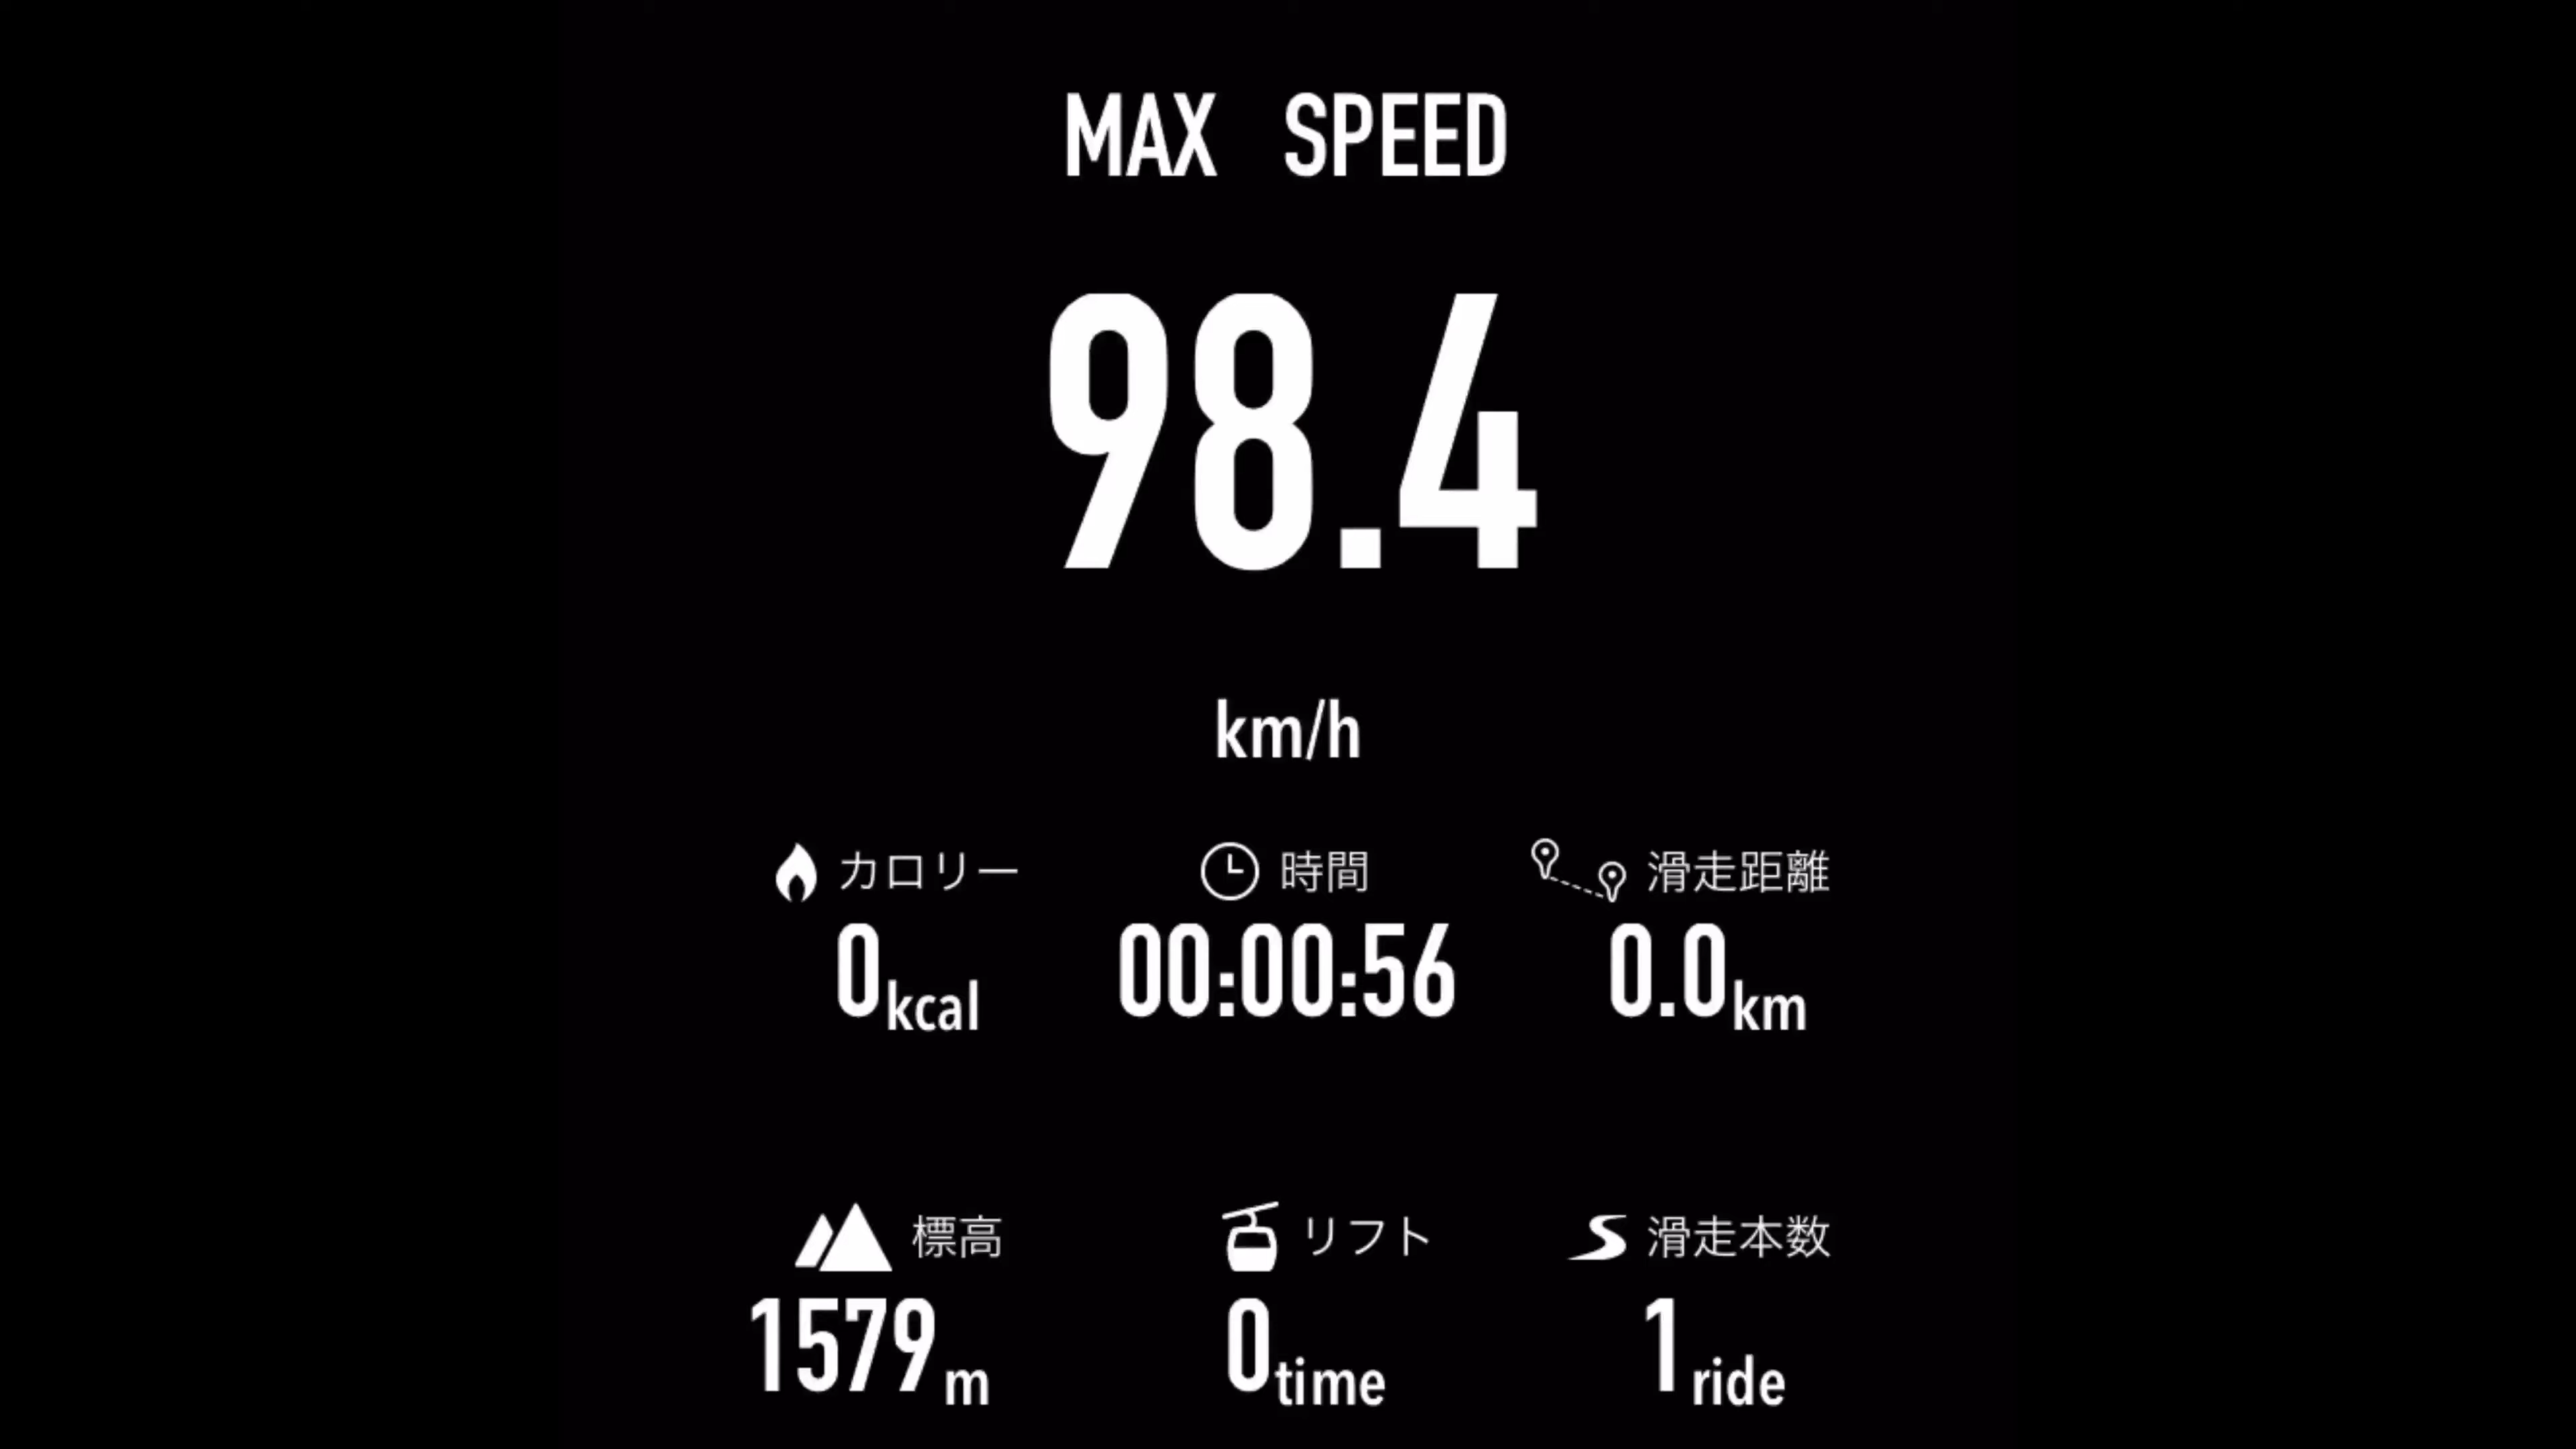 MAX SPEED
98.4
km/h
カロリー 時間 滑走距離
0kcal 00:00:56 0.0km
標高 リフト 滑走本数
1579m 0time 1ride